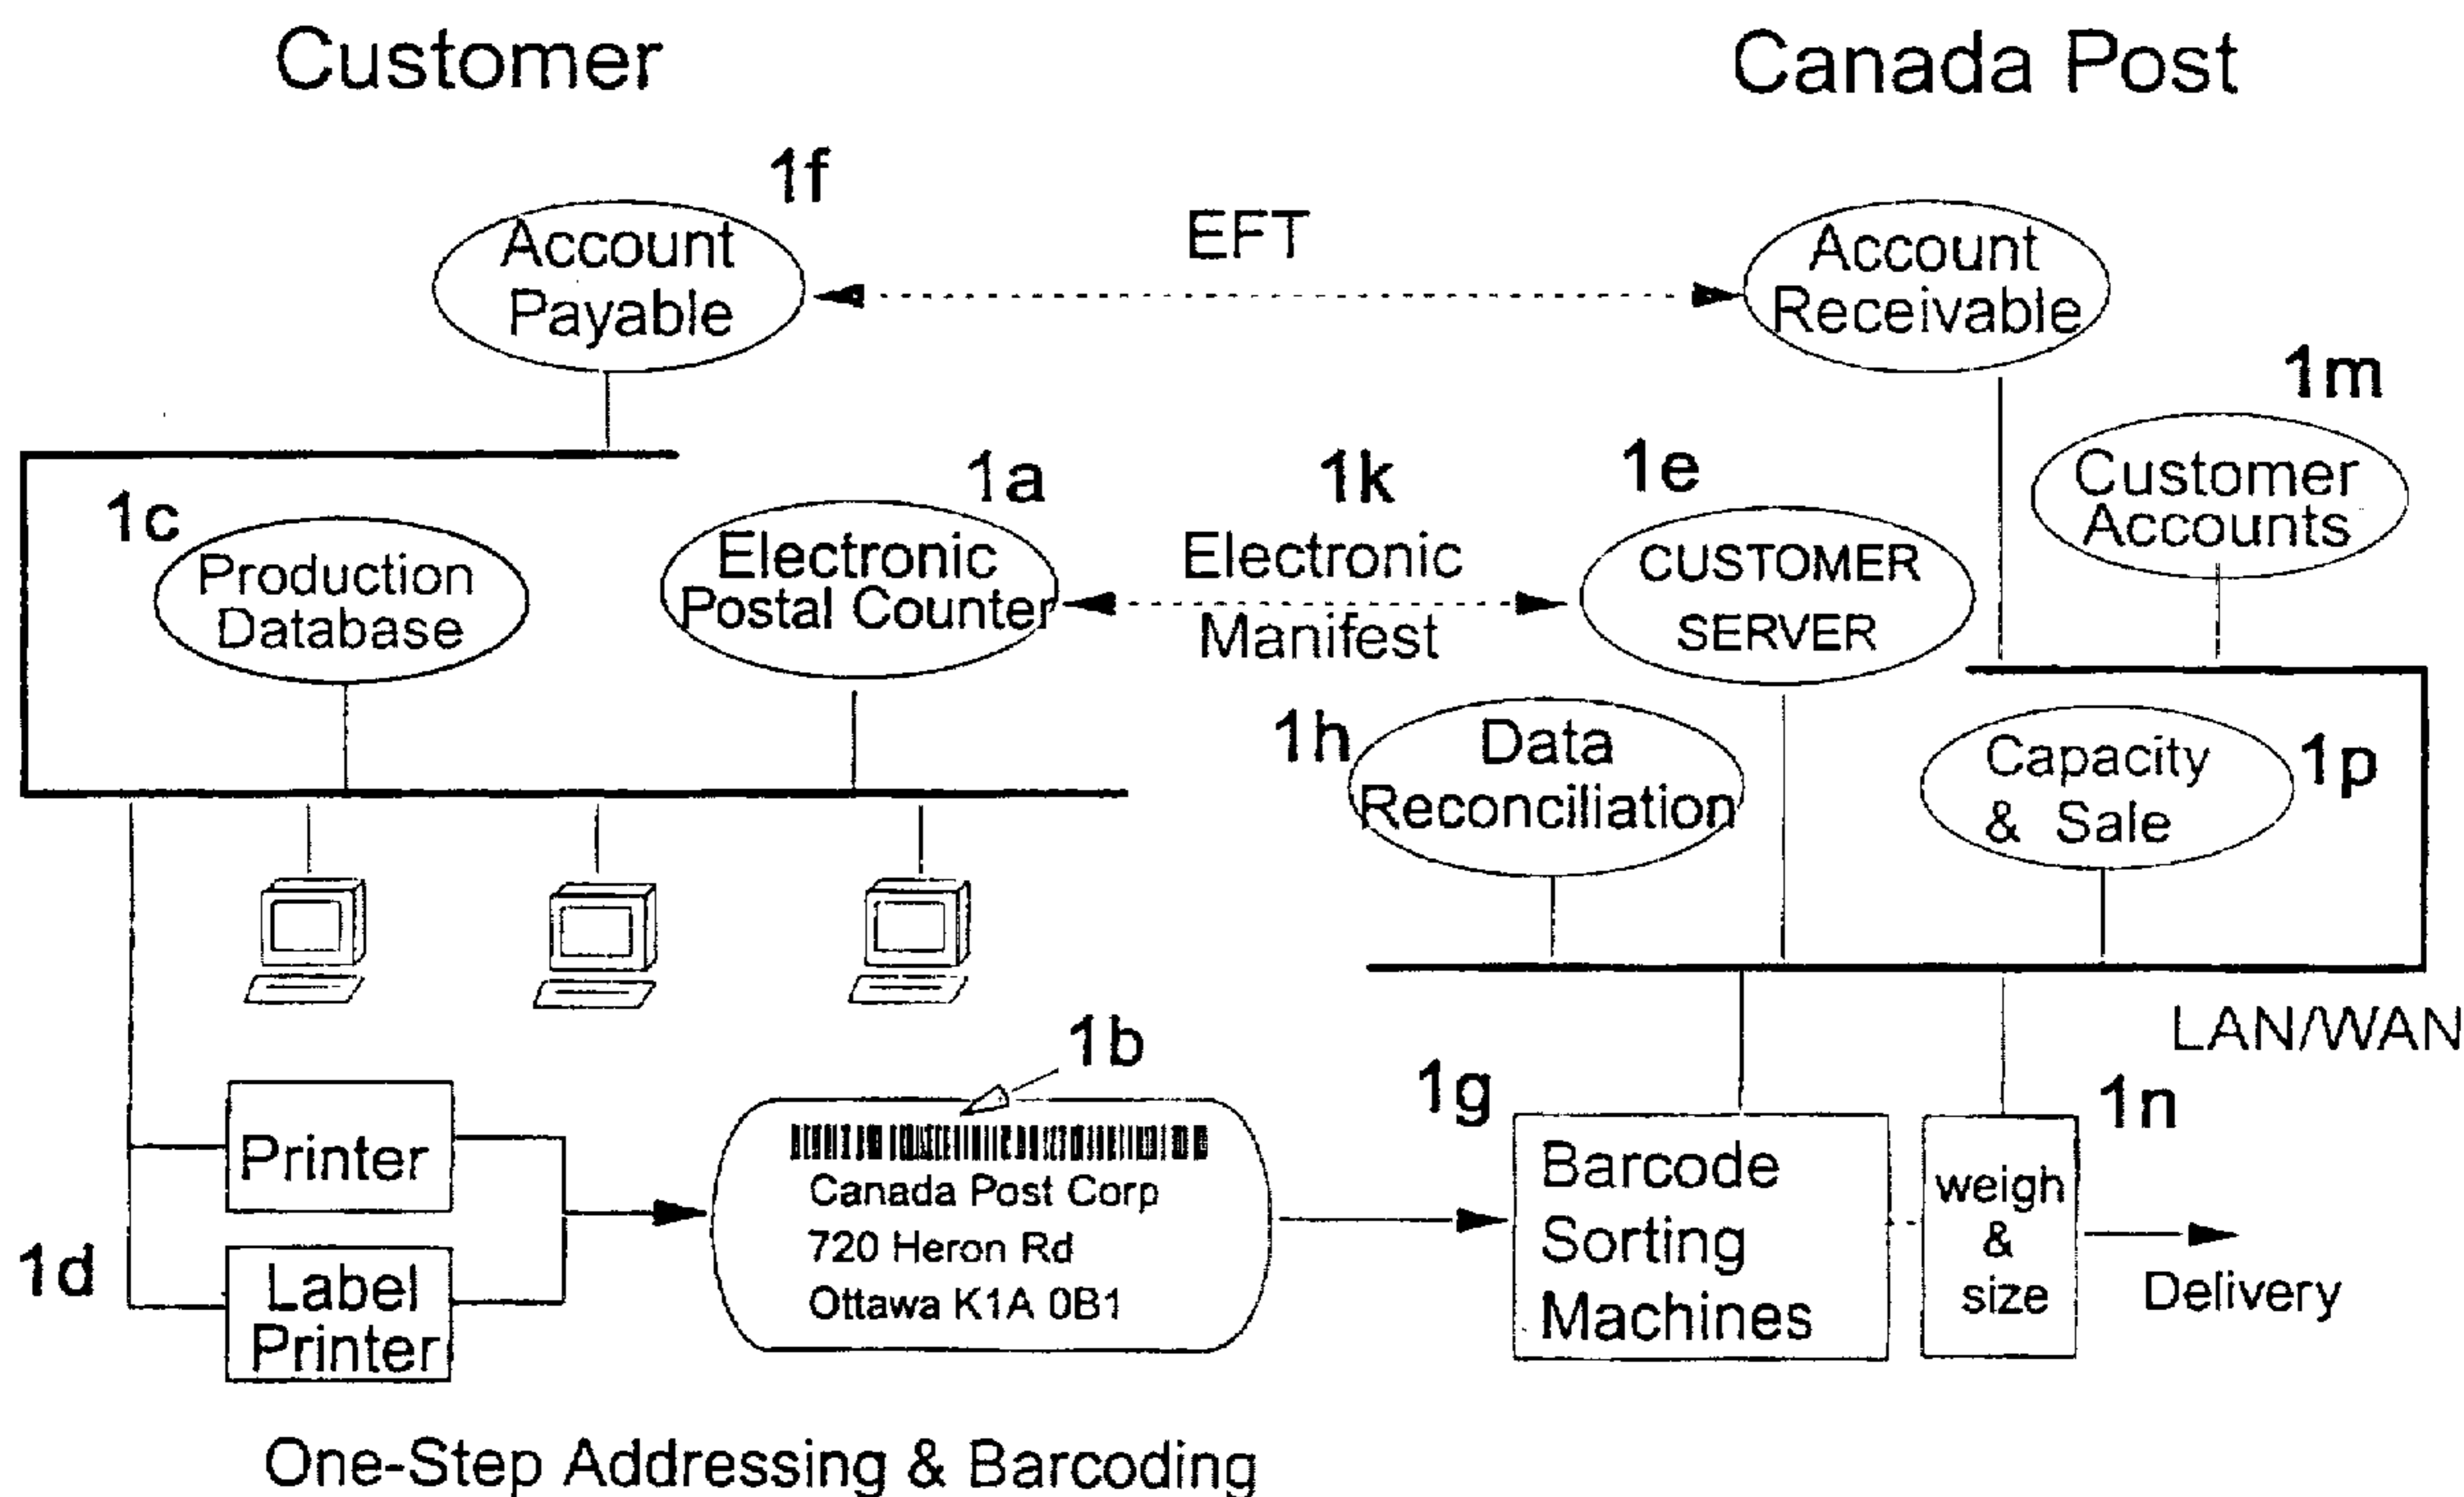 Customer
Canada Post
1f
Account
Payable
EFT
Account
Receivable
1m
Customer
Accounts
1c
Production
Database
1a
Electronic
Postal Counter
1k
Electronic
Manifest
1e
CUSTOMER
SERVER
1h
Data
Reconciliation
Capacity
& Sale
1p
LAN/WAN
1b
Canada Post Corp
720 Heron Rd
Ottawa K1A 0B1
1d
Printer
Label
Printer
1g
Barcode
Sorting
Machines
1n
weigh
&
size
Delivery
One-Step Addressing & Barcoding